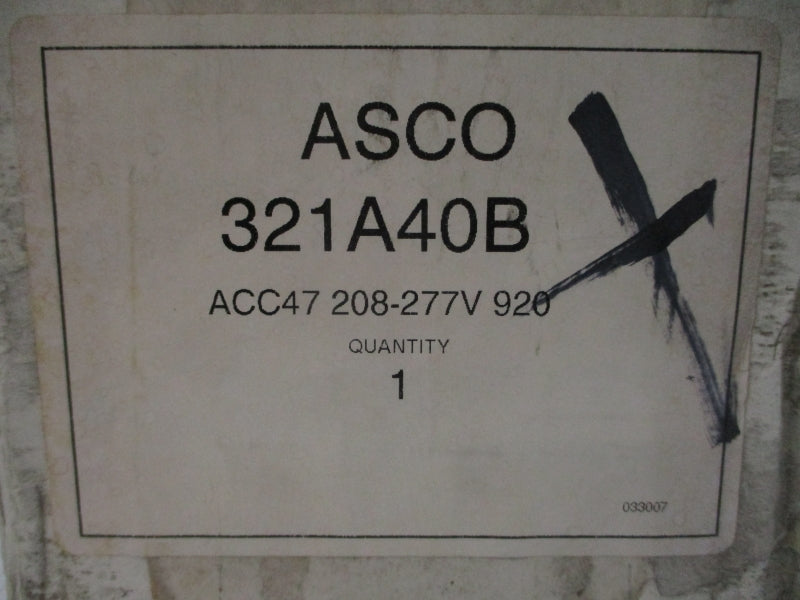 ASCO
321A40B
ACC47 208-277V 920
QUANTITY
1
033007